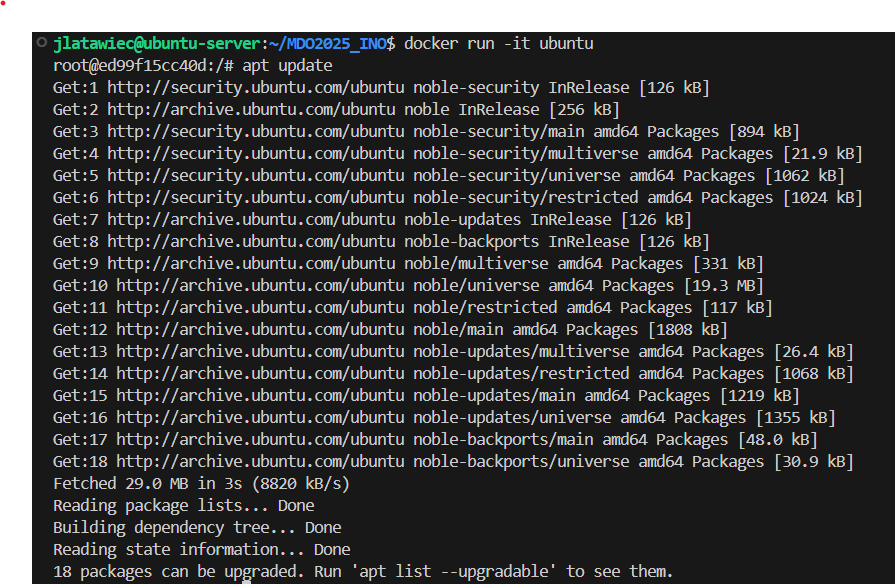 jlatawiec@ubuntu-server:~/MDO2025_INO$ docker run -it ubuntu
root@ed99f15cc40d:/# apt update
Get:1 http://security.ubuntu.com/ubuntu noble-security InRelease [126 kB]
Get:2 http://archive.ubuntu.com/ubuntu noble InRelease [256 kB]
Get:3 http://security.ubuntu.com/ubuntu noble-security/main amd64 Packages [894 kB]
Get:4 http://security.ubuntu.com/ubuntu noble-security/multiverse amd64 Packages [21.9 kB]
Get:5 http://security.ubuntu.com/ubuntu noble-security/universe amd64 Packages [1062 kB]
Get:6 http://security.ubuntu.com/ubuntu noble-security/restricted amd64 Packages [1024 kB]
Get:7 http://archive.ubuntu.com/ubuntu noble-updates InRelease [126 kB]
Get:8 http://archive.ubuntu.com/ubuntu noble-backports InRelease [126 kB]
Get:9 http://archive.ubuntu.com/ubuntu noble/multiverse amd64 Packages [331 kB]
Get:10 http://archive.ubuntu.com/ubuntu noble/universe amd64 Packages [19.3 MB]
Get:11 http://archive.ubuntu.com/ubuntu noble/restricted amd64 Packages [117 kB]
Get:12 http://archive.ubuntu.com/ubuntu noble/main amd64 Packages [1808 kB]
Get:13 http://archive.ubuntu.com/ubuntu noble-updates/multiverse amd64 Packages [26.4 kB]
Get:14 http://archive.ubuntu.com/ubuntu noble-updates/restricted amd64 Packages [1068 kB]
Get:15 http://archive.ubuntu.com/ubuntu noble-updates/main amd64 Packages [1219 kB]
Get:16 http://archive.ubuntu.com/ubuntu noble-updates/universe amd64 Packages [1355 kB]
Get:17 http://archive.ubuntu.com/ubuntu noble-backports/main amd64 Packages [48.0 kB]
Get:18 http://archive.ubuntu.com/ubuntu noble-backports/universe amd64 Packages [30.9 kB]
Fetched 29.0 MB in 3s (8820 kB/s)
Reading package lists... Done
Building dependency tree... Done
Reading state information... Done
18 packages can be upgraded. Run 'apt list --upgradable' to see them.